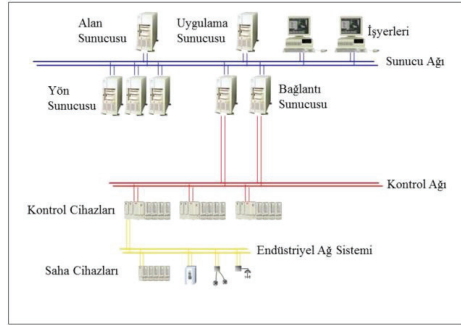 Alan
Sunucusu
Uygulama
Sunucusu
İşyerleri
Sunucu Ağı
Yön
Sunucusu
Bağlantı
Sunucusu
Kontrol Ağı
Kontrol Cihazları
Endüstriyel Ağ Sistemi
Saha Cihazları